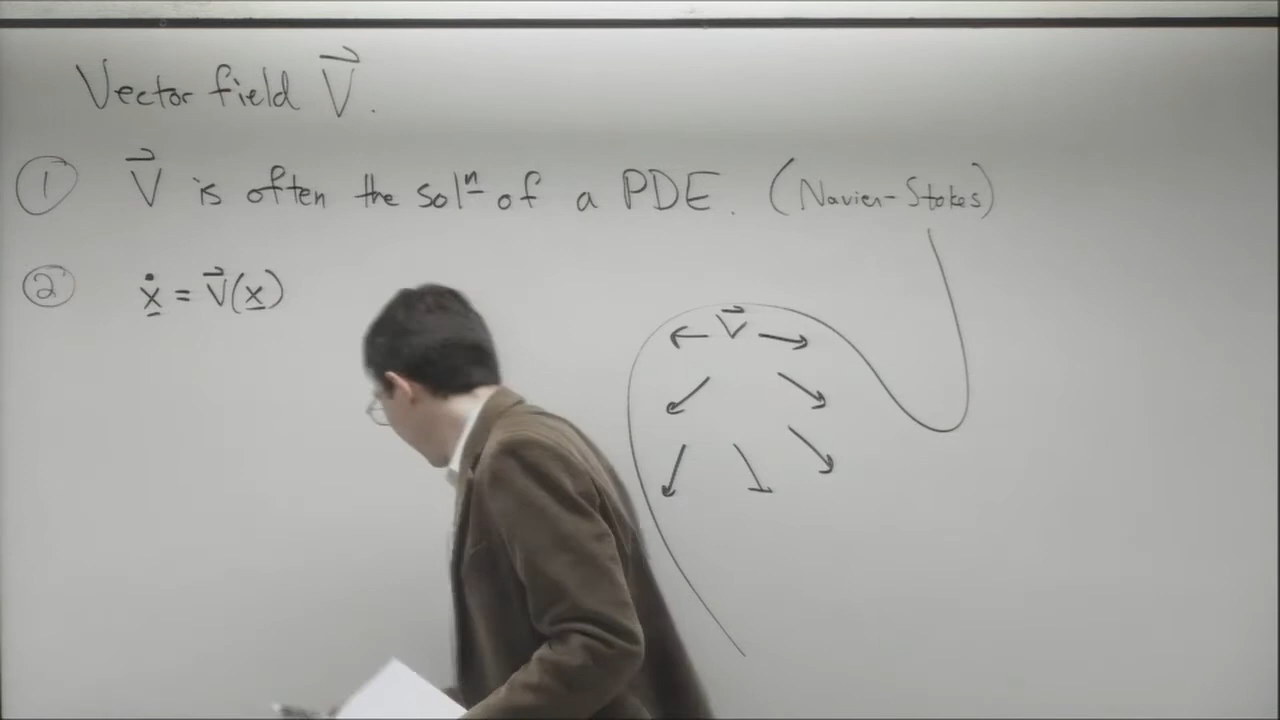 Vector field V⃗.
① V⃗ is often the solⁿ of a PDE. (Navier-Stokes)
② ẋ = V⃗(x)
V⃗